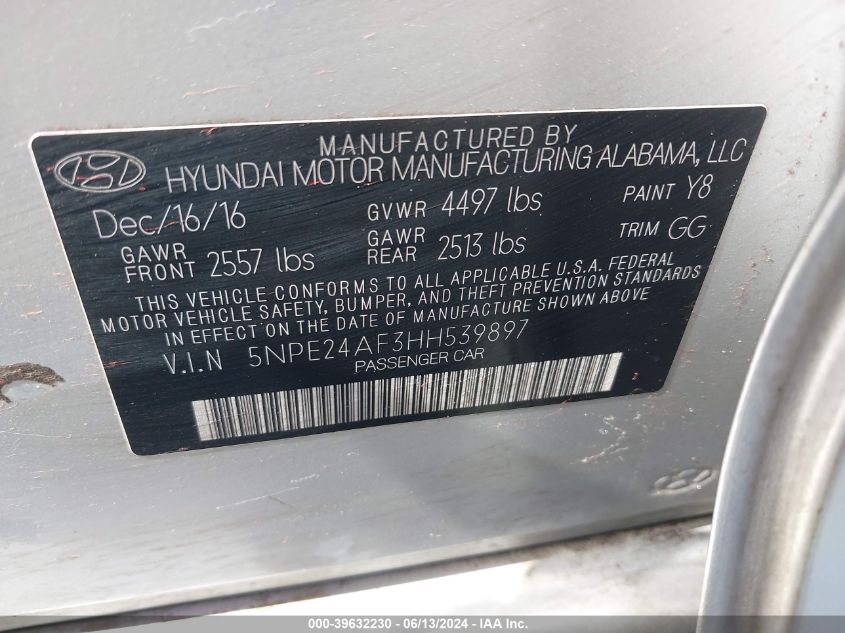 MANUFACTURED BY
HYUNDAI MOTOR MANUFACTURING ALABAMA, LLC
Dec/16/16 GVWR 4497 lbs PAINT Y8
GAWR FRONT 2557 lbs GAWR REAR 2513 lbs TRIM GG
THIS VEHICLE CONFORMS TO ALL APPLICABLE U.S.A. FEDERAL
MOTOR VEHICLE SAFETY, BUMPER, AND THEFT PREVENTION STANDARDS
IN EFFECT ON THE DATE OF MANUFACTURE SHOWN ABOVE
V.I.N 5NPE24AF3HH539897
PASSENGER CAR
000-39632230 - 06/13/2024 - IAA Inc.